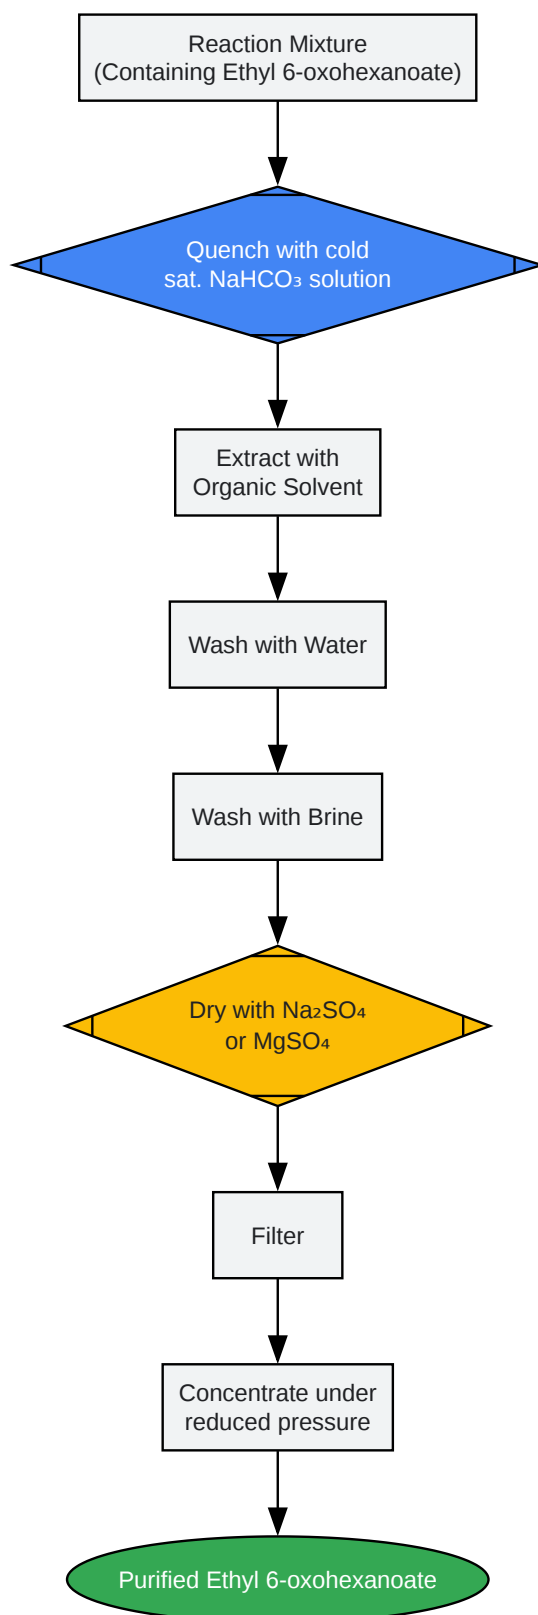 Reaction Mixture
(Containing Ethyl 6-oxohexanoate)
Quench with cold
sat. NaHCO₃ solution
Extract with
Organic Solvent
Wash with Water
Wash with Brine
Dry with Na₂SO₄
or MgSO₄
Filter
Concentrate under
reduced pressure
Purified Ethyl 6-oxohexanoate